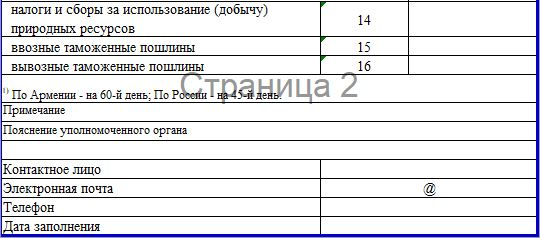 налоги и сборы за использование (добычу)
природных ресурсов 14
ввозные таможенные пошлины 15
вывозные таможенные пошлины 16
Страница 2
1) По Армении - на 60-й день; По России - на 45-й день.
Примечание
Пояснение уполномоченного органа
Контактное лицо
Электронная почта @
Телефон
Дата заполнения